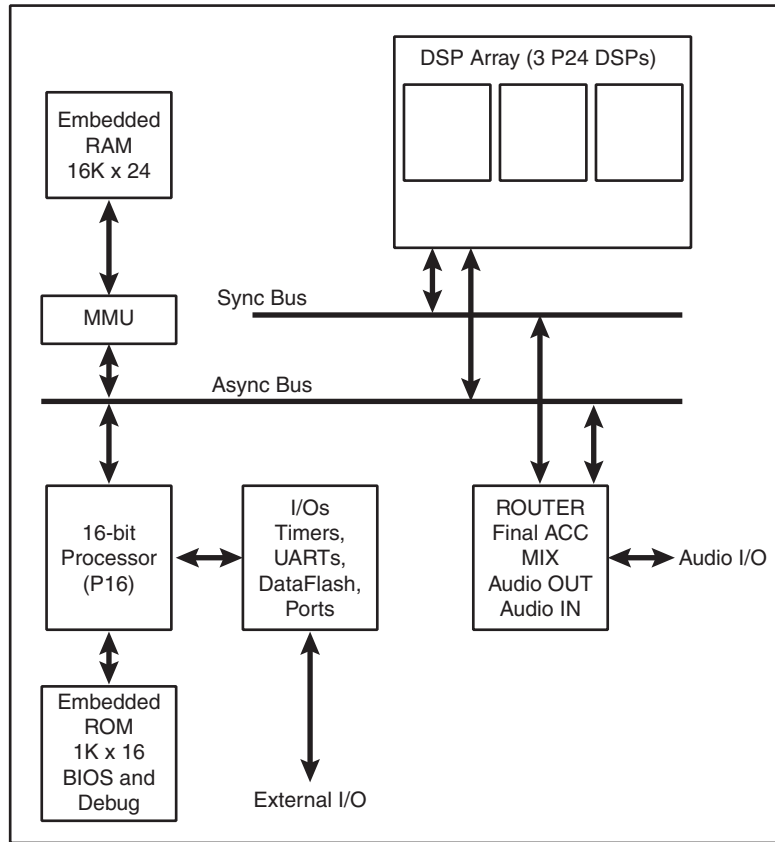 DSP Array (3 P24 DSPs)
Embedded
RAM
16K x 24
MMU
Sync Bus
Async Bus
16-bit
Processor
(P16)
I/Os
Timers,
UARTs,
DataFlash,
Ports
ROUTER
Final ACC
MIX
Audio OUT
Audio IN
Audio I/O
Embedded
ROM
1K x 16
BIOS and
Debug
External I/O